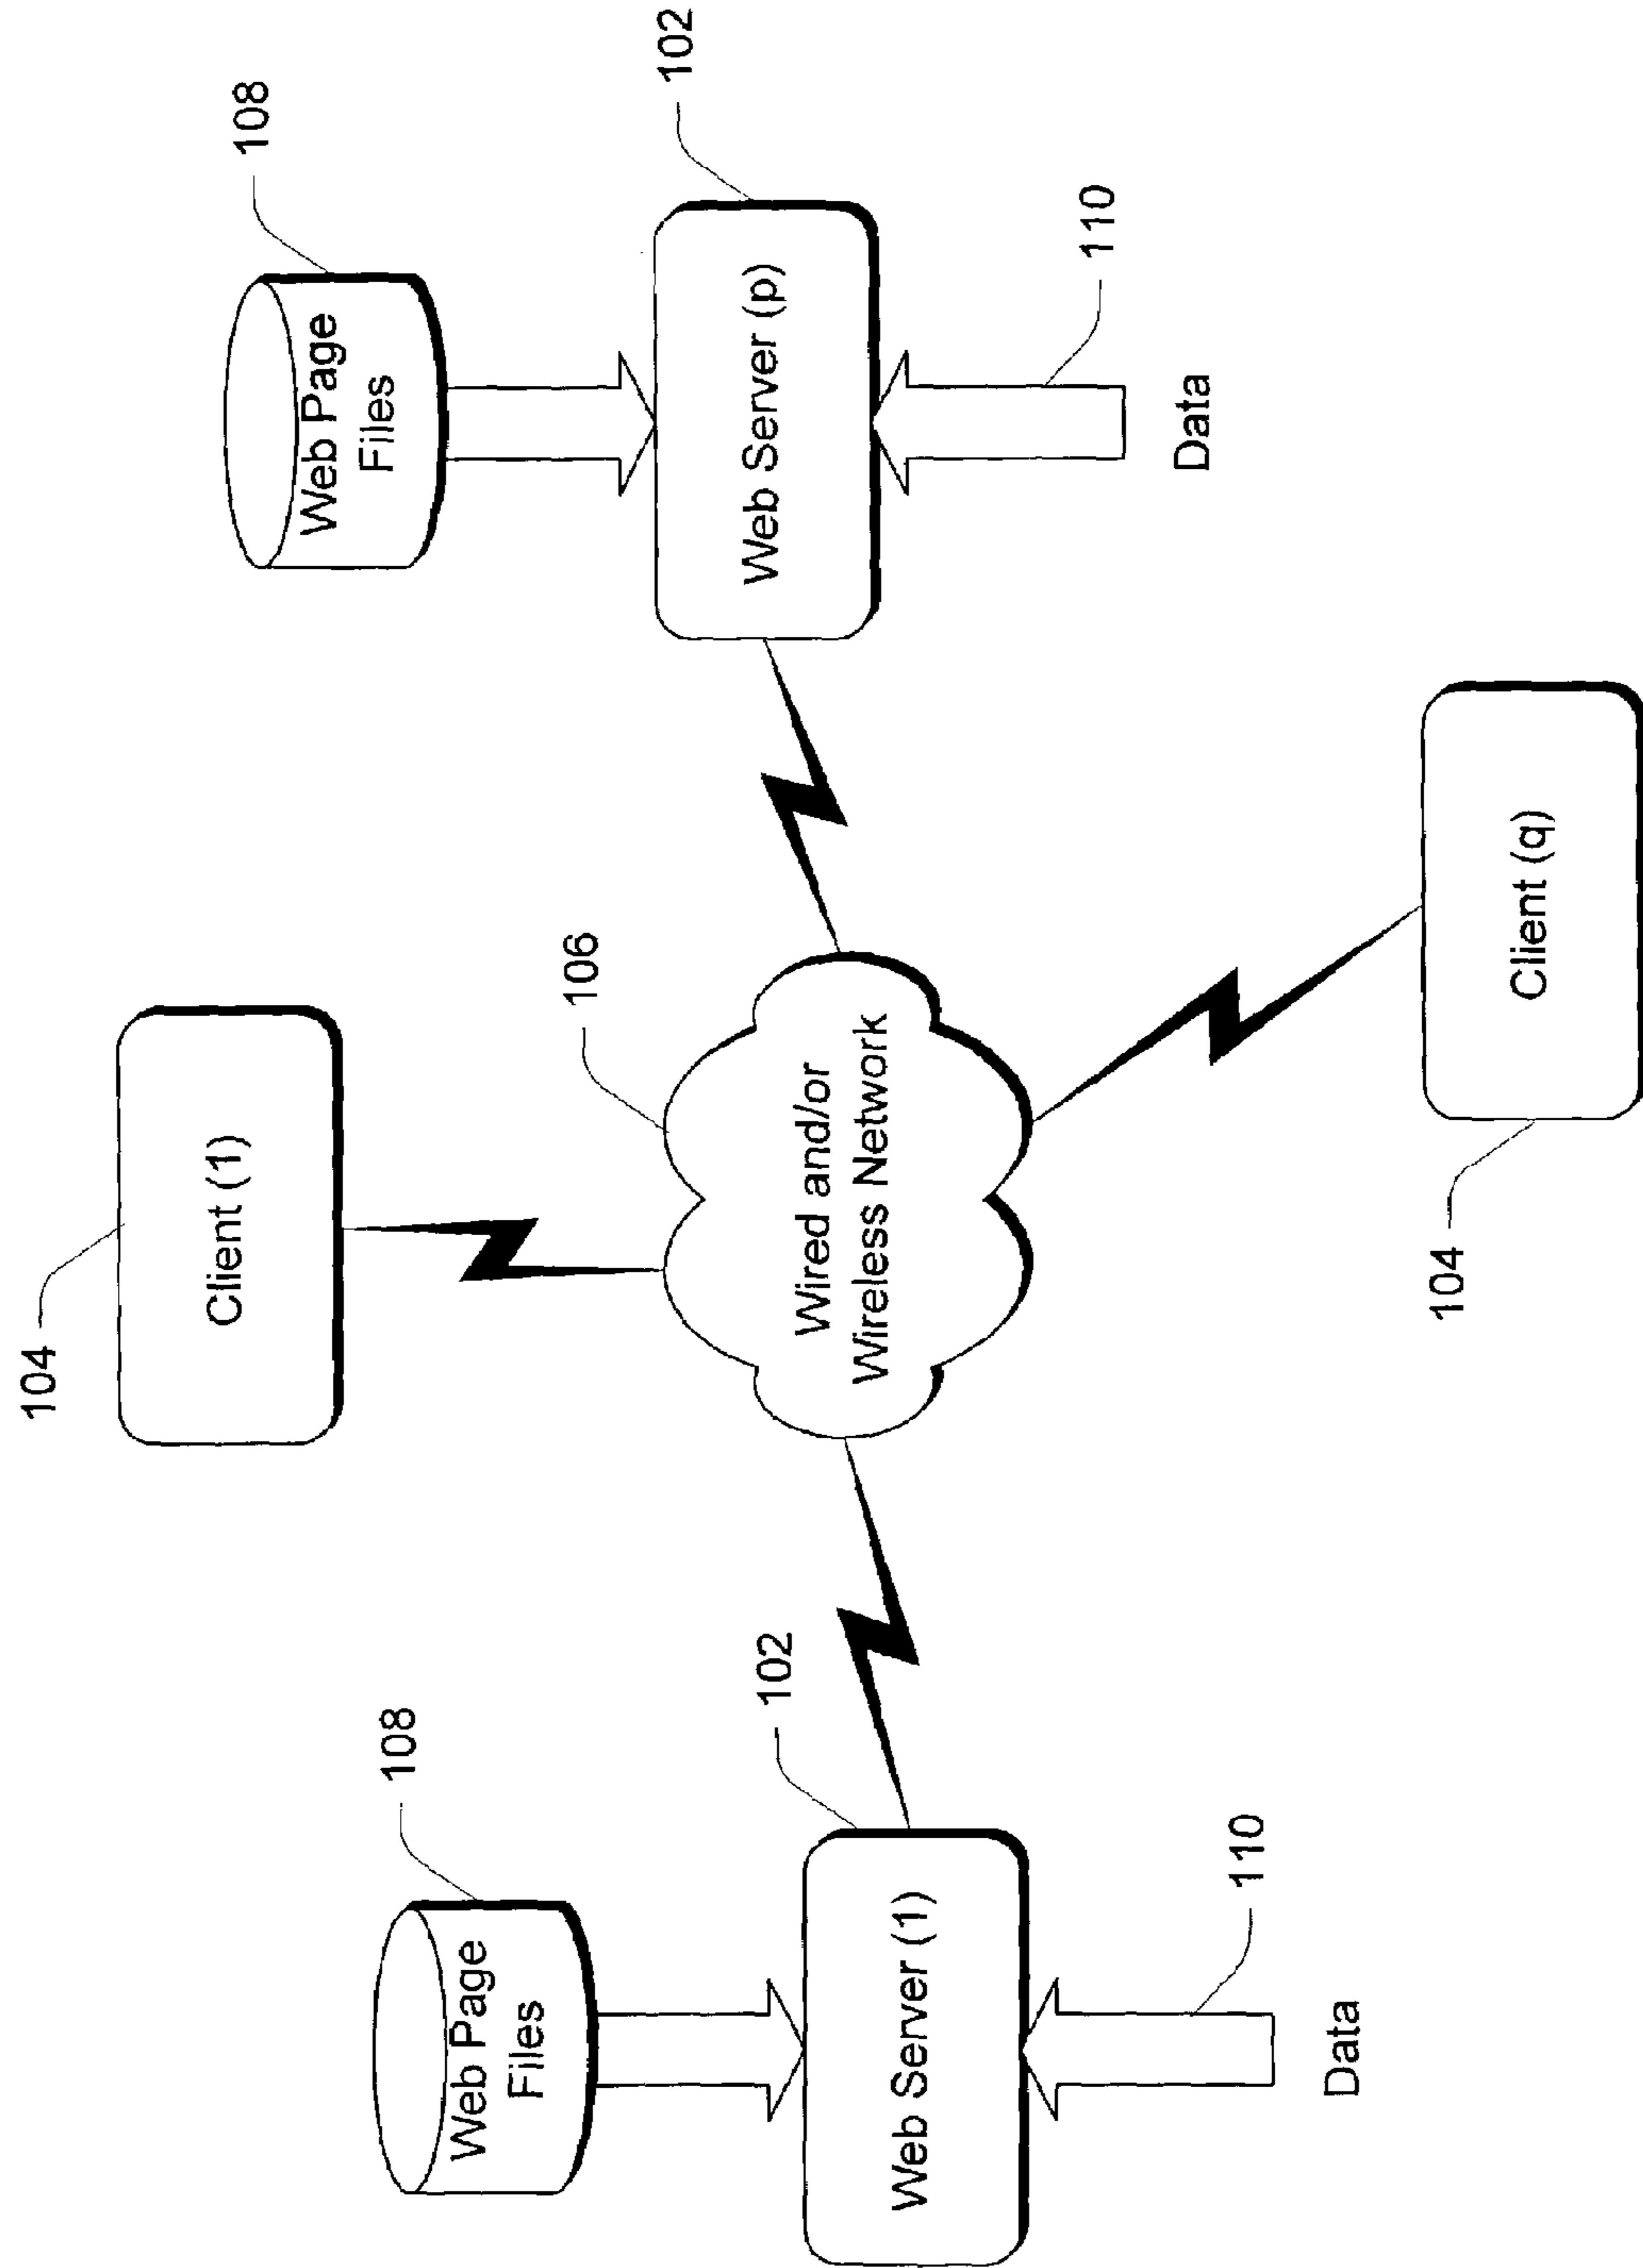 104
Client (1)
108
Web Page
Files
108
Web Page
Files
106
Wired and/or
Wireless Network
102
Web Server (p)
102
Web Server (1)
110
Data
110
Data
Client (q)
104